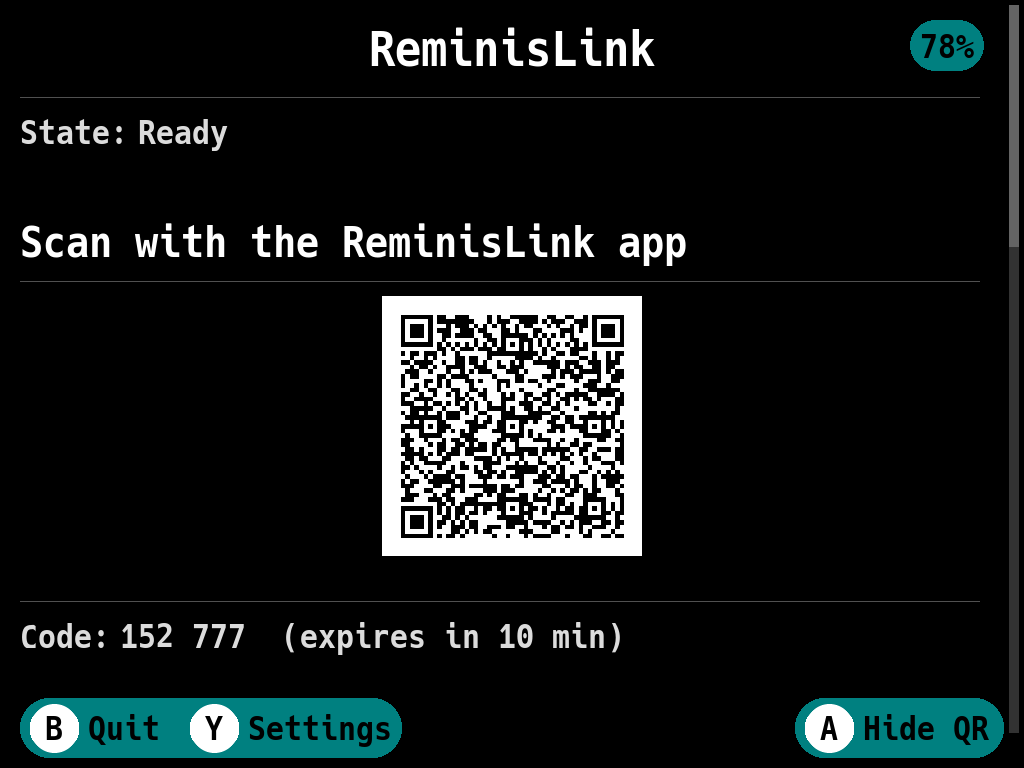 ReminisLink
78%
State: Ready
Scan with the ReminisLink app
Code: 152 777 (expires in 10 min)
B Quit Y Settings A Hide QR